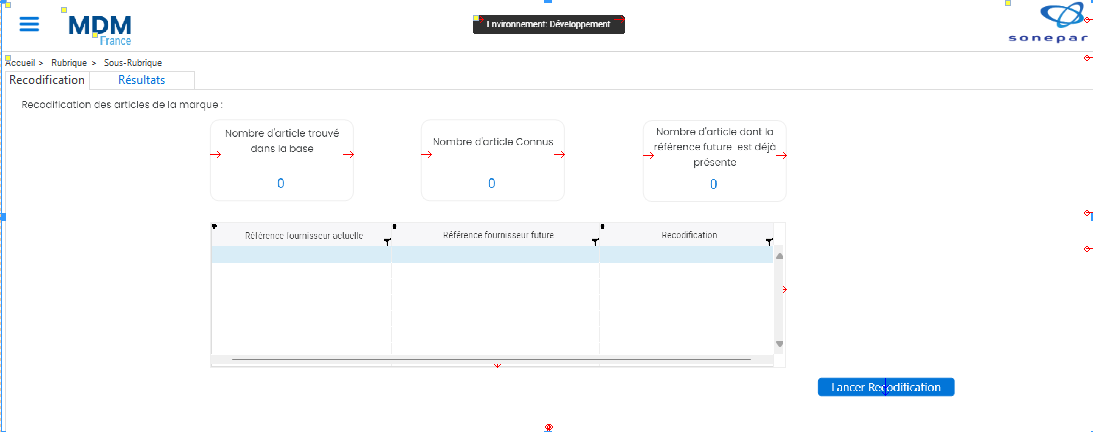 MDM
France
Environnement: Développement
sonepar
Accueil > Rubrique > Sous-Rubrique
Recodification Résultats
Recodification des articles de la marque :
Nombre d'article trouvé
dans la base
0
Nombre d'article Connus
0
Nombre d'article dont la
référence future est déjà
présente
0
Référence fournisseur actuelle Référence fournisseur future Recodification
Lancer Recodification